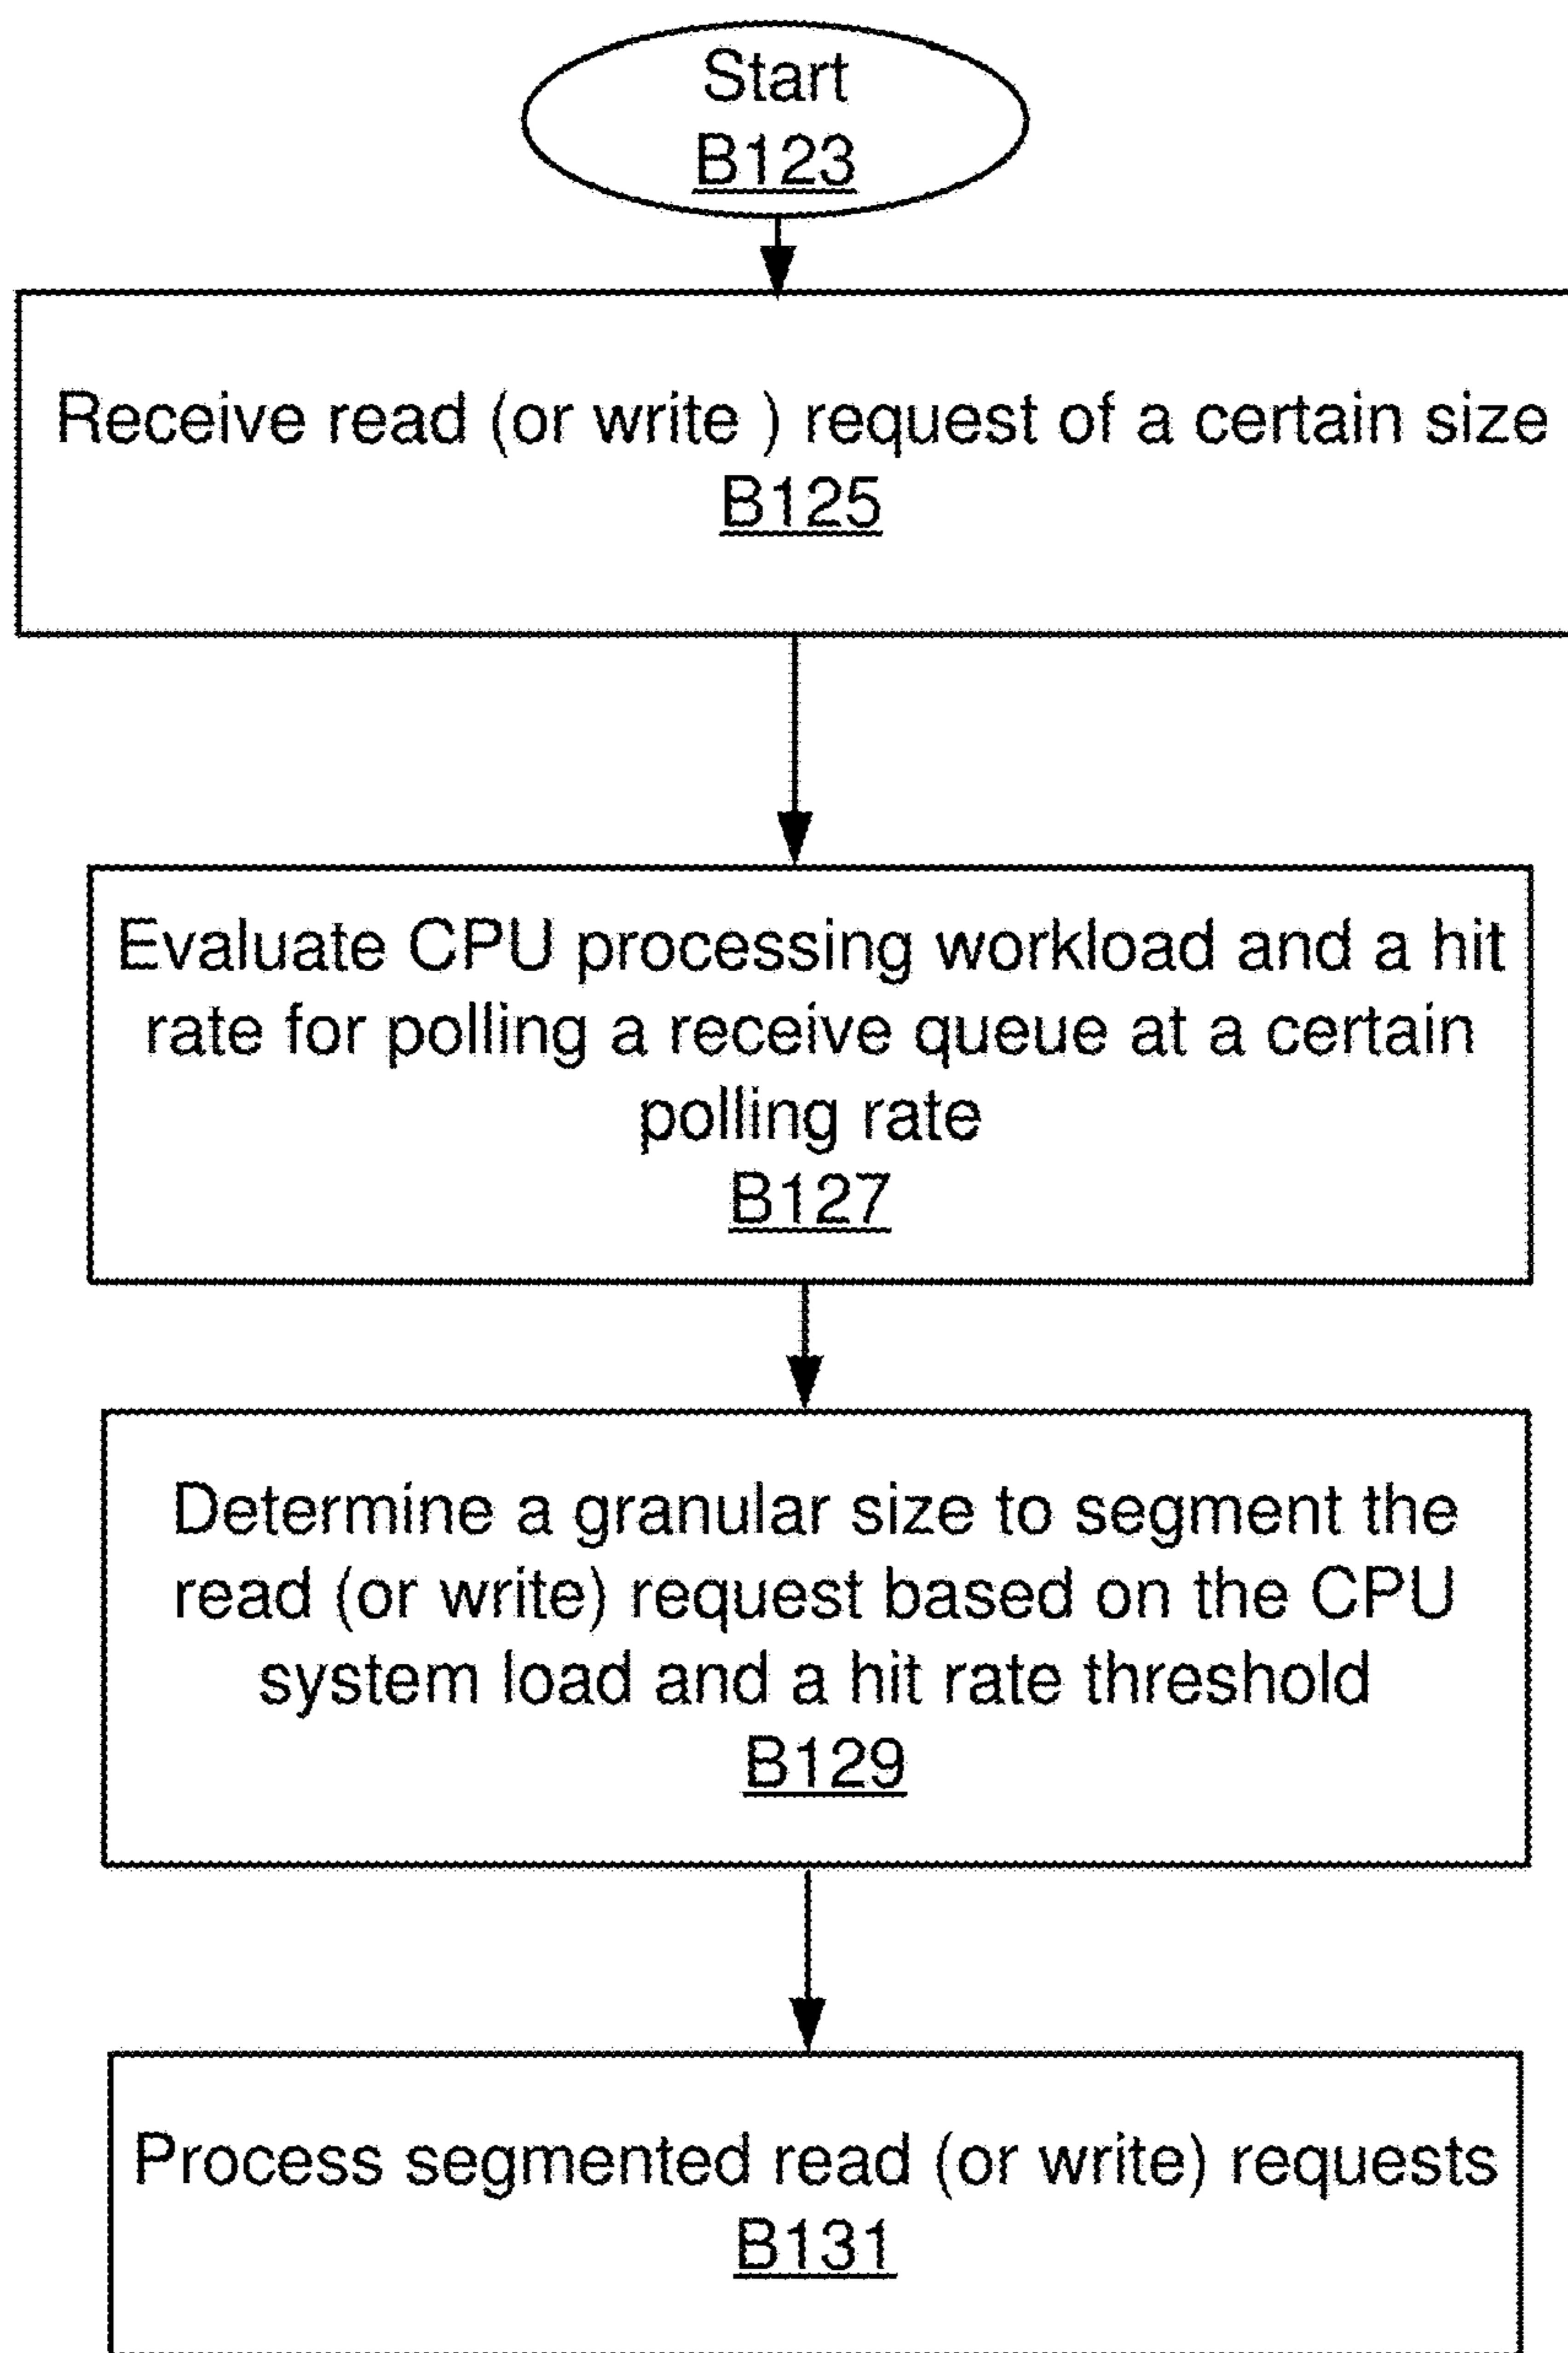 Start
B123
Receive read (or write ) request of a certain size
B125
Evaluate CPU processing workload and a hit
rate for polling a receive queue at a certain
polling rate
B127
Determine a granular size to segment the
read (or write) request based on the CPU
system load and a hit rate threshold
B129
Process segmented read (or write) requests
B131